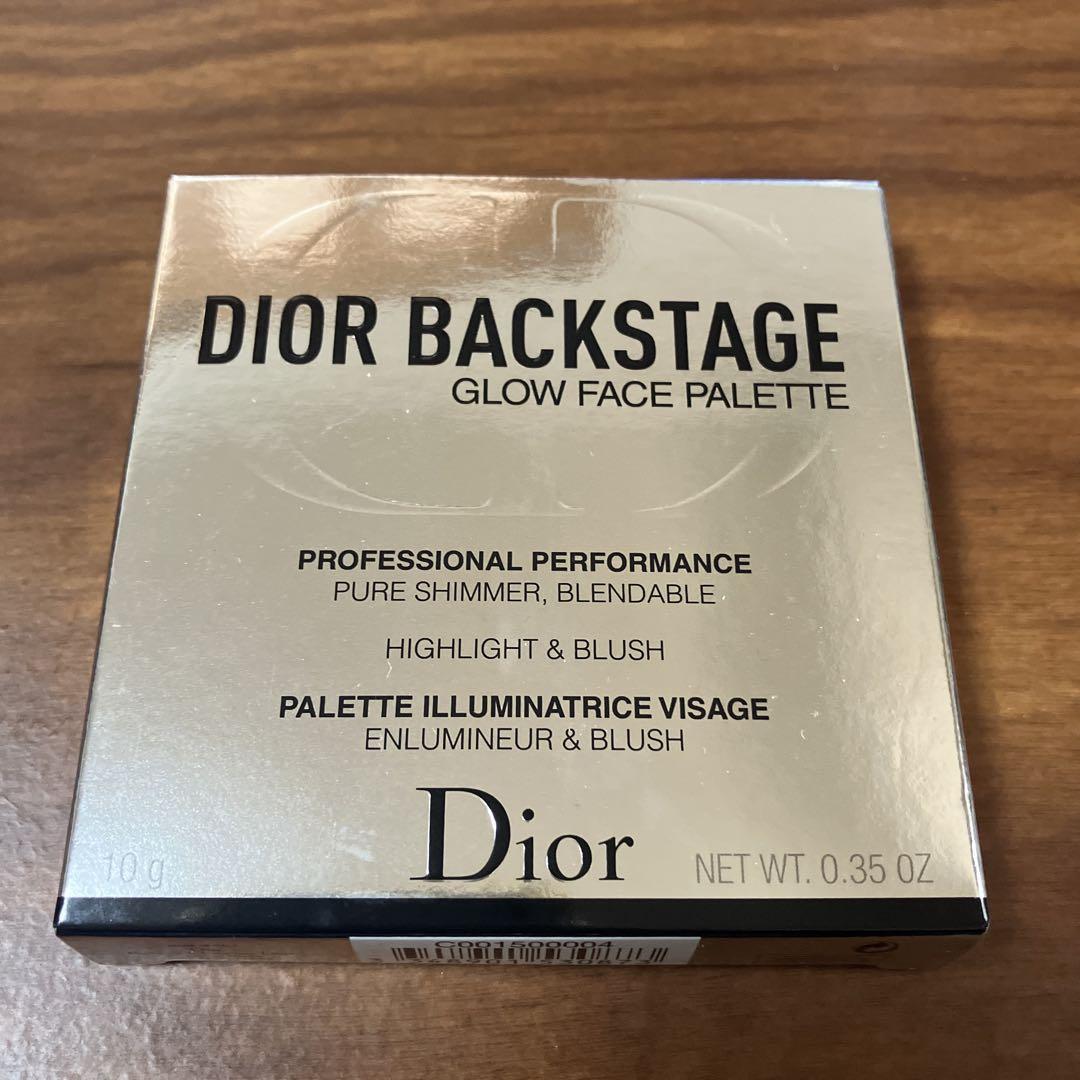 DIOR BACKSTAGE
GLOW FACE PALETTE
PROFESSIONAL PERFORMANCE
PURE SHIMMER, BLENDABLE
HIGHLIGHT & BLUSH
PALETTE ILLUMINATRICE VISAGE
ENLUMINEUR & BLUSH
Dior
10 g
NET WT. 0.35 OZ
C001500004